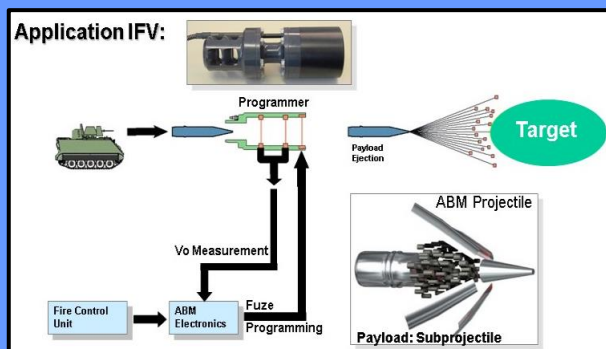 Application IFV:
Programmer
Payload
Ejection
Target
ABM Projectile
Vo Measurement
Fire Control
Unit
ABM
Electronics
Fuze
Programming
Payload: Subprojectile